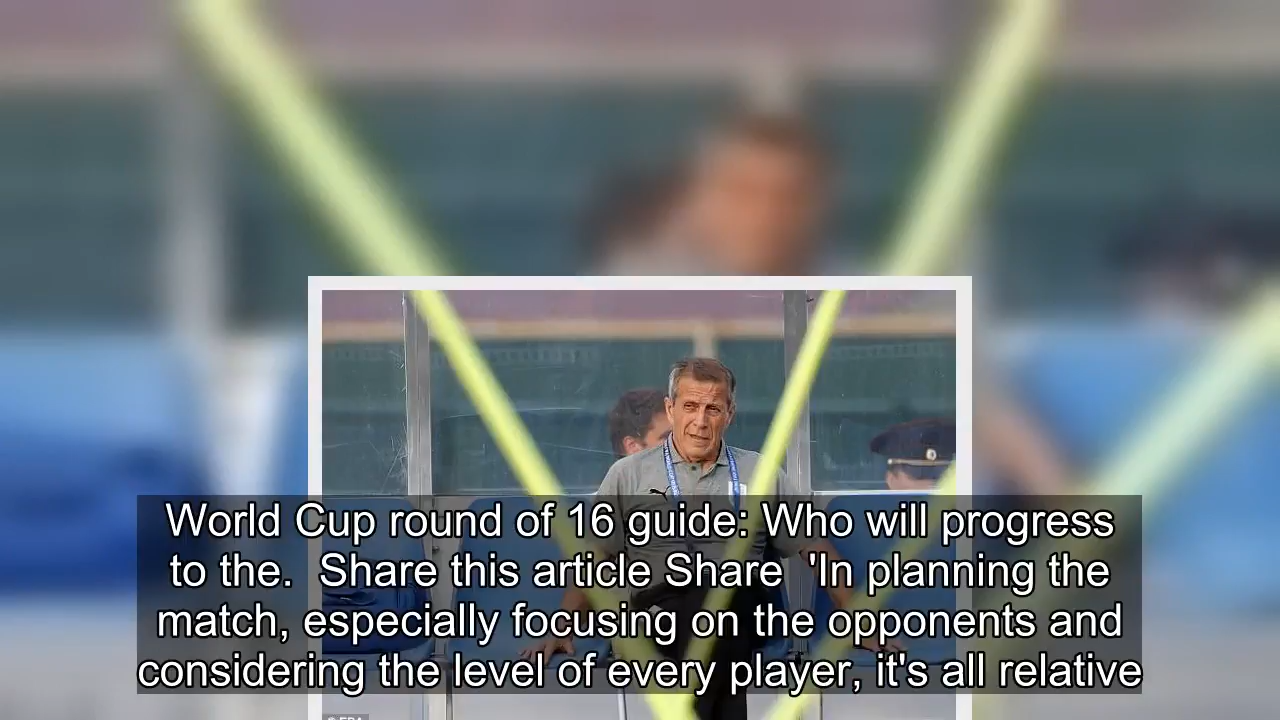 World Cup round of 16 guide: Who will progress
to the.  Share this article Share  'In planning the
match, especially focusing on the opponents and
considering the level of every player, it's all relative